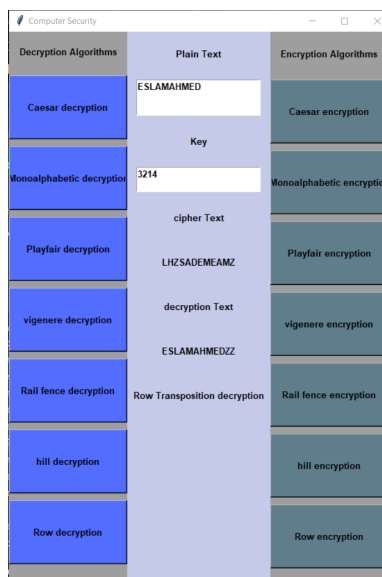 Computer Security
Decryption Algorithms
Caesar decryption
Monoalphabetic decryption
Playfair decryption
vigenere decryption
Rail fence decryption
hill decryption
Row decryption
Plain Text
ESLAMAHMED
Key
3214
cipher Text
LHZSADEMEAMZ
decryption Text
ESLAMAHMEDZZ
Row Transposition decryption
Encryption Algorithms
Caesar encryption
Monoalphabetic encryptio
Playfair encryption
vigenere encryption
Rail fence encryption
hill encryption
Row encryption